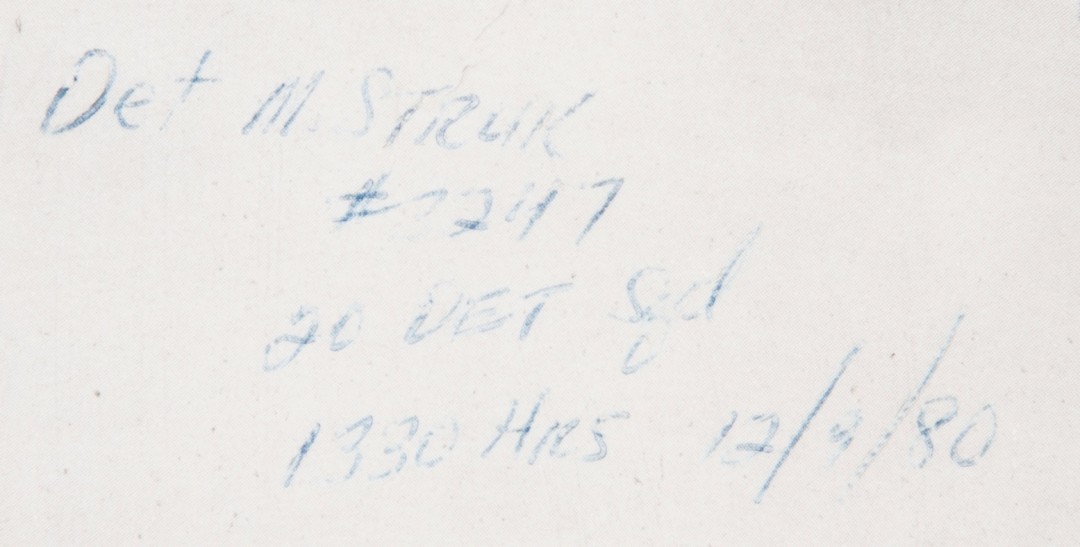 Det M. STRUK
#7247
20 DET Sqd
1330 HRS 12/9/80